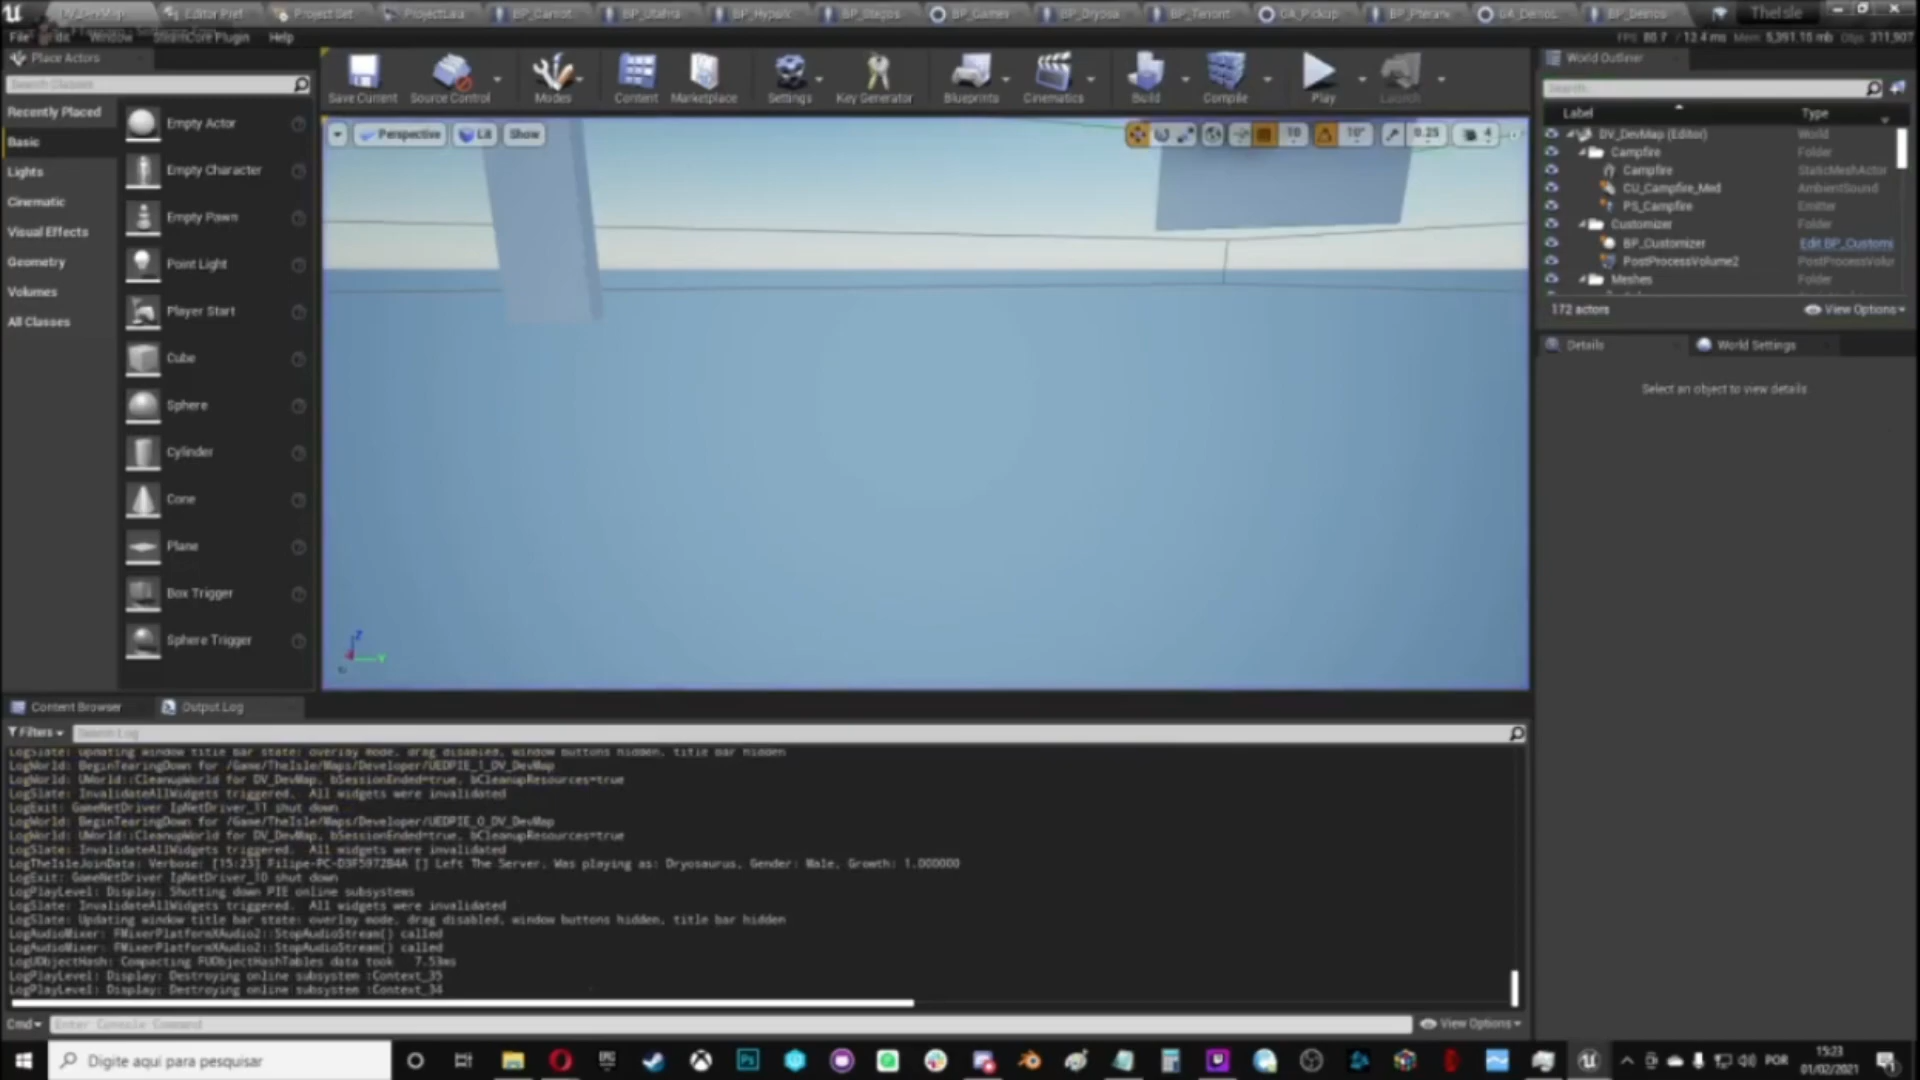 DV_DevMap
Editor Pref
Project Set
ProjectLau
BP_Carnot
BP_Utahra
BP_Hypsilo
BP_Stegos
BP_Games
BP_Dryosa
BP_Tenont
GA_Pickup
BP_Pteran
GA_Demos
BP_Deinos
TheIsle
File
Edit
Window
SteamCore Plugin
Help
FPS: 80.7 / 12.4 ms Mem: 5,391.16 mb Objs: 311,907
Place Actors
Search Classes
Recently Placed
Basic
Lights
Cinematic
Visual Effects
Geometry
Volumes
All Classes
Empty Actor
Empty Character
Empty Pawn
Point Light
Player Start
Cube
Sphere
Cylinder
Cone
Plane
Box Trigger
Sphere Trigger
Save Current
Source Control
Modes
Content
Marketplace
Settings
Key Generator
Blueprints
Cinematics
Build
Compile
Play
Launch
Perspective
Lit
Show
10
10°
0.25
4
Z
Y
World Outliner
Search...
Label
Type
DV_DevMap (Editor)
World
Campfire
Folder
Campfire
StaticMeshActor
CU_Campfire_Med
AmbientSound
PS_Campfire
Emitter
Customizer
Folder
BP_Customizer
Edit BP_Customi
PostProcessVolume2
PostProcessVolu
Meshes
Folder
172 actors
View Options
Details
World Settings
Select an object to view details
Content Browser
Output Log
Filters
Search Log
LogSlate: Updating window title bar state: overlay mode, drag disabled, window buttons hidden, title bar hidden
LogWorld: BeginTearingDown for /Game/TheIsle/Maps/Developer/UEDPIE_1_DV_DevMap
LogWorld: UWorld::CleanupWorld for DV_DevMap, bSessionEnded=true, bCleanupResources=true
LogSlate: InvalidateAllWidgets triggered.  All widgets were invalidated
LogExit: GameNetDriver IpNetDriver_11 shut down
LogWorld: BeginTearingDown for /Game/TheIsle/Maps/Developer/UEDPIE_0_DV_DevMap
LogWorld: UWorld::CleanupWorld for DV_DevMap, bSessionEnded=true, bCleanupResources=true
LogSlate: InvalidateAllWidgets triggered.  All widgets were invalidated
LogTheIsleJoinData: Verbose: [15:23] Filipe-PC-D3F5972B4A [] Left The Server, Was playing as: Dryosaurus, Gender: Male, Growth: 1.000000
LogExit: GameNetDriver IpNetDriver_10 shut down
LogPlayLevel: Display: Shutting down PIE online subsystems
LogSlate: InvalidateAllWidgets triggered.  All widgets were invalidated
LogSlate: Updating window title bar state: overlay mode, drag disabled, window buttons hidden, title bar hidden
LogAudioMixer: FMixerPlatformXAudio2::StopAudioStream() called
LogAudioMixer: FMixerPlatformXAudio2::StopAudioStream() called
LogUObjectHash: Compacting FUObjectHashTables data took   7.53ms
LogPlayLevel: Display: Destroying online subsystem :Context_35
LogPlayLevel: Display: Destroying online subsystem :Context_34
Cmd
Enter Console Command
View Options
Digite aqui para pesquisar
EPIC
Ps
POR
15:23
01/02/2021